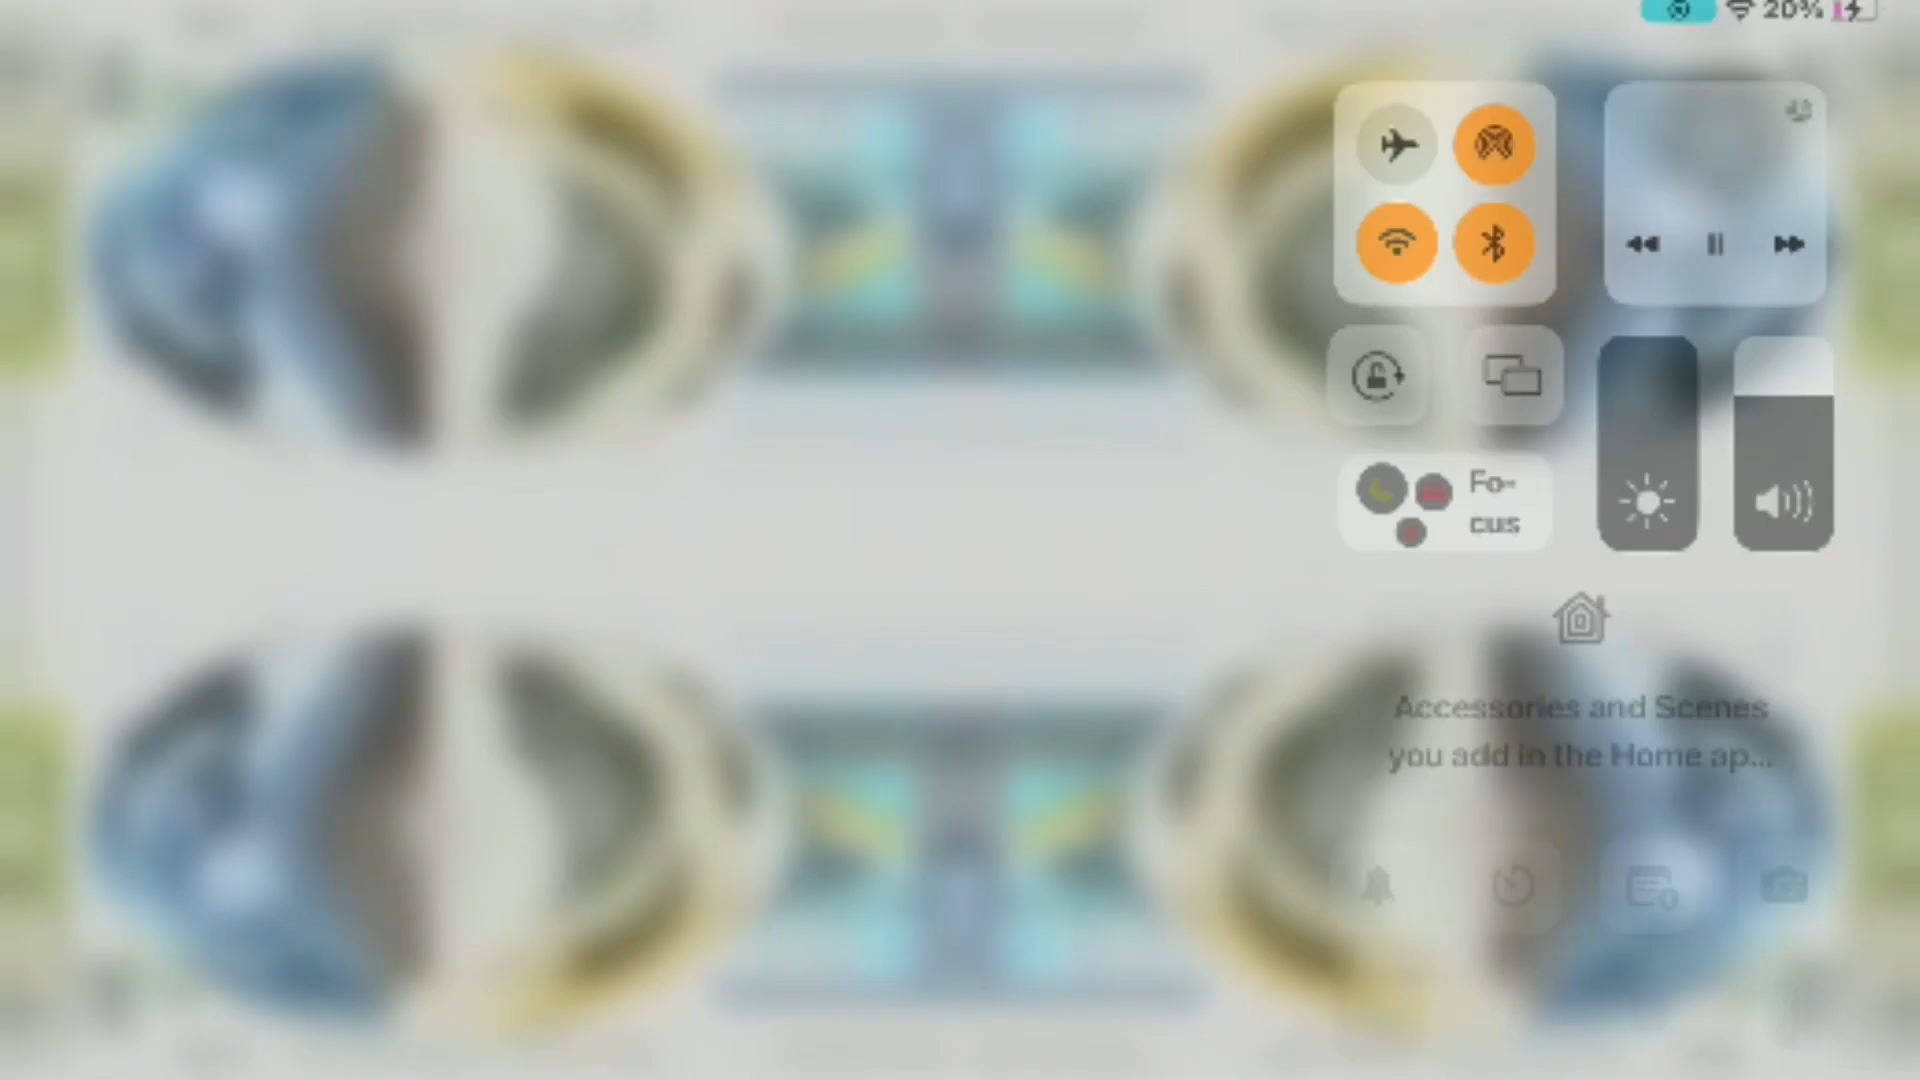 20%
Fo-
cus
Accessories and Scenes
you add in the Home ap...